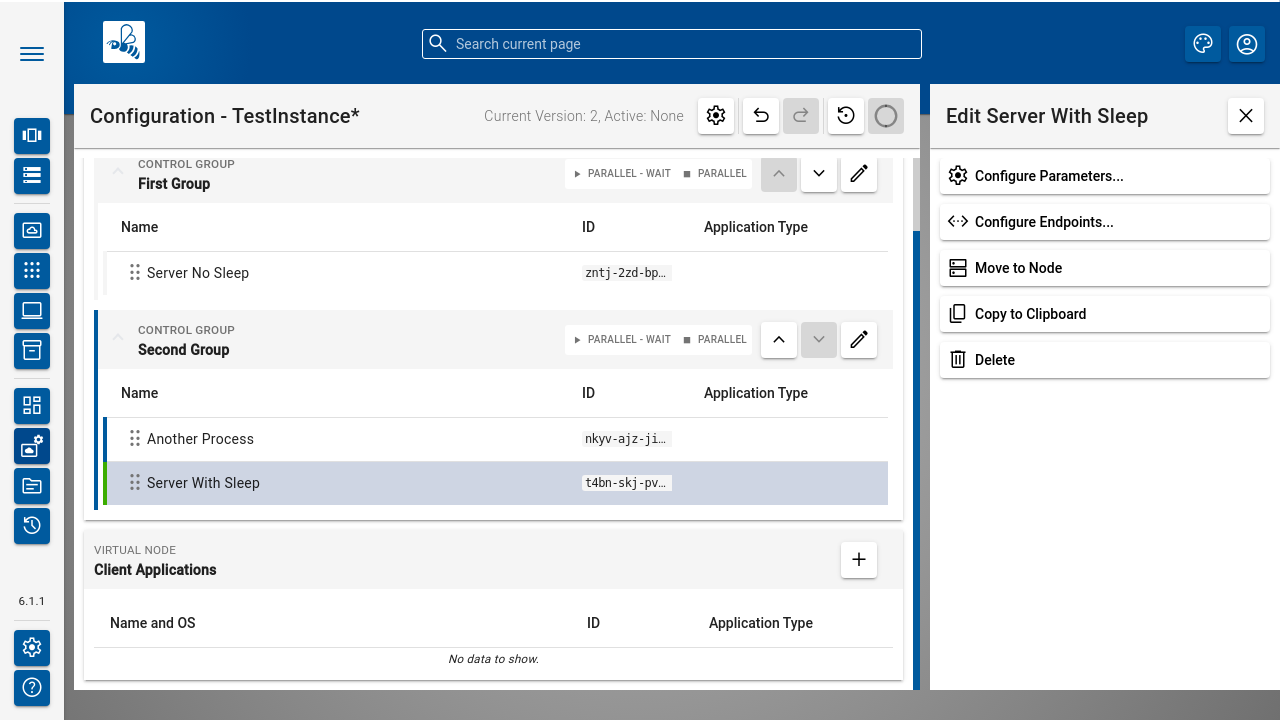 Search current page
Configuration - TestInstance*
Current Version: 2, Active: None
Edit Server With Sleep
CONTROL GROUP
First Group
PARALLEL - WAIT
PARALLEL
Name
ID
Application Type
Server No Sleep
zntj-2zd-bp…
CONTROL GROUP
Second Group
PARALLEL - WAIT
PARALLEL
Name
ID
Application Type
Another Process
nkyv-ajz-ji…
Server With Sleep
t4bn-skj-pv…
VIRTUAL NODE
Client Applications
Name and OS
ID
Application Type
No data to show.
Configure Parameters...
Configure Endpoints...
Move to Node
Copy to Clipboard
Delete
6.1.1